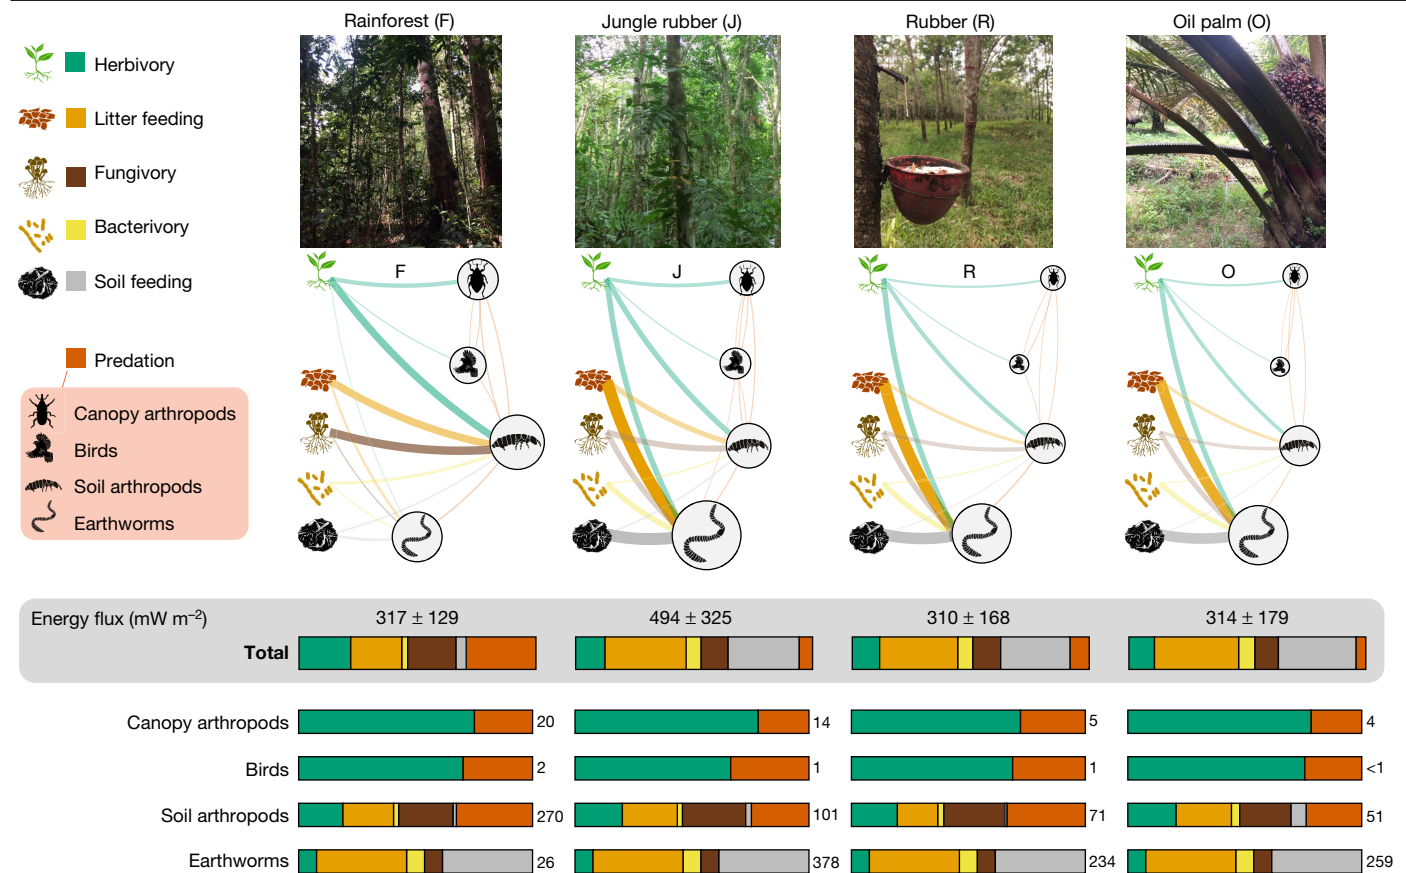 Rainforest (F)
Jungle rubber (J)
Rubber (R)
Oil palm (O)
Herbivory
Litter feeding
Fungivory
Bacterivory
Soil feeding
Predation
Canopy arthropods
Birds
Soil arthropods
Earthworms
F
J
R
O
Energy flux (mW m⁻²)
317 ± 129
494 ± 325
310 ± 168
314 ± 179
Total
Canopy arthropods
20
14
5
4
Birds
2
1
1
<1
Soil arthropods
270
101
71
51
Earthworms
26
378
234
259